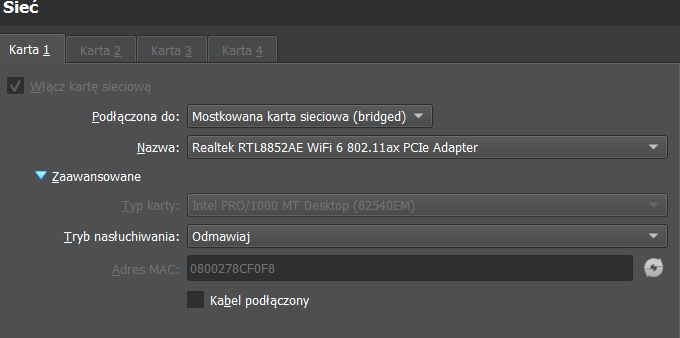 Sieć
Karta 1 Karta 2 Karta 3 Karta 4
Włącz kartę sieciową
Podłączona do: Mostkowana karta sieciowa (bridged)
Nazwa: Realtek RTL8852AE WiFi 6 802.11ax PCIe Adapter
Zaawansowane
Typ karty: Intel PRO/1000 MT Desktop (82540EM)
Tryb nasłuchiwania: Odmawiaj
Adres MAC: 0800278CF0F8
Kabel podłączony